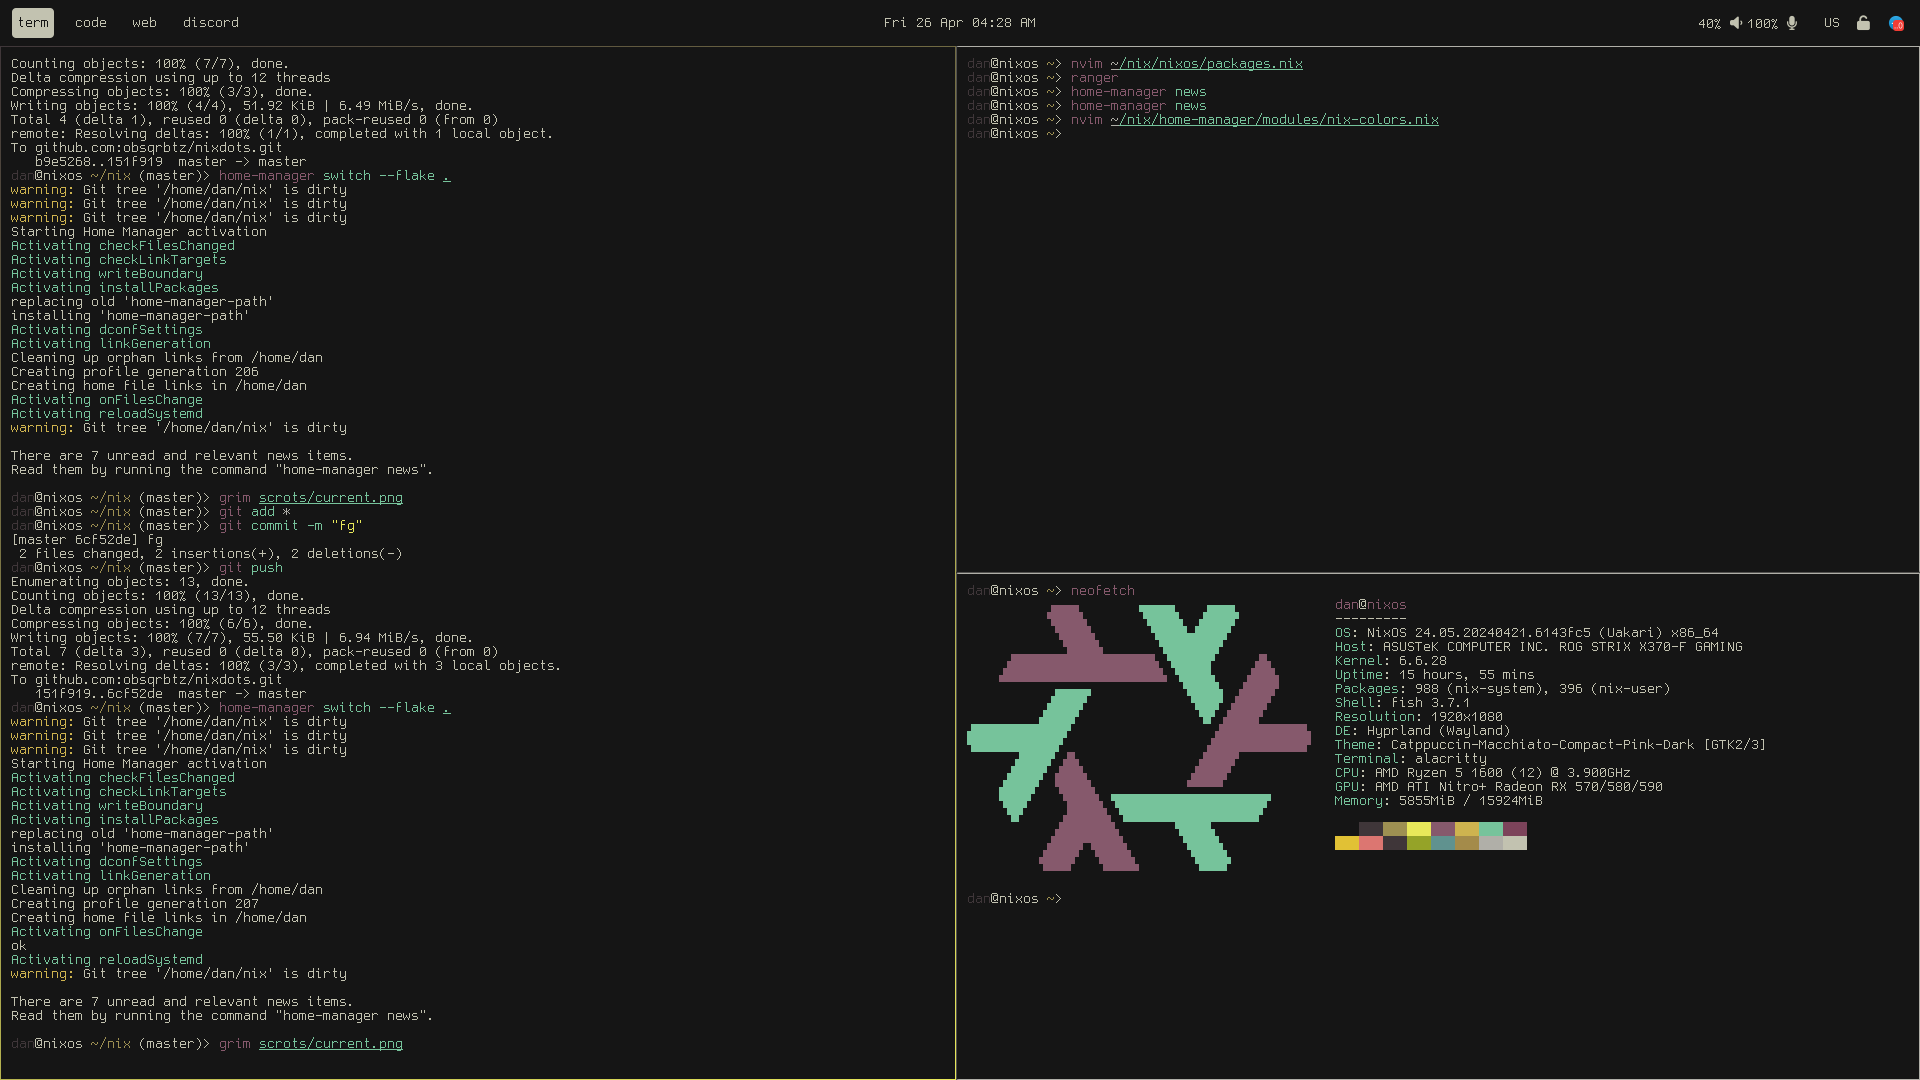 term code web discord
Fri 26 Apr 04:28 AM
40% 100% US
Counting objects: 100% (7/7), done.
Delta compression using up to 12 threads
Compressing objects: 100% (3/3), done.
Writing objects: 100% (4/4), 51.92 KiB | 6.49 MiB/s, done.
Total 4 (delta 1), reused 0 (delta 0), pack-reused 0 (from 0)
remote: Resolving deltas: 100% (1/1), completed with 1 local object.
To github.com:obsqrbtz/nixdots.git
   b9e5268..151f919  master -> master
dan@nixos ~/nix (master)> home-manager switch --flake .
warning: Git tree '/home/dan/nix' is dirty
warning: Git tree '/home/dan/nix' is dirty
warning: Git tree '/home/dan/nix' is dirty
Starting Home Manager activation
Activating checkFilesChanged
Activating checkLinkTargets
Activating writeBoundary
Activating installPackages
replacing old 'home-manager-path'
installing 'home-manager-path'
Activating dconfSettings
Activating linkGeneration
Cleaning up orphan links from /home/dan
Creating profile generation 206
Creating home file links in /home/dan
Activating onFilesChange
Activating reloadSystemd
warning: Git tree '/home/dan/nix' is dirty
There are 7 unread and relevant news items.
Read them by running the command "home-manager news".
dan@nixos ~/nix (master)> grim scrots/current.png
dan@nixos ~/nix (master)> git add *
dan@nixos ~/nix (master)> git commit -m "fg"
[master 6cf52de] fg
 2 files changed, 2 insertions(+), 2 deletions(-)
dan@nixos ~/nix (master)> git push
Enumerating objects: 13, done.
Counting objects: 100% (13/13), done.
Delta compression using up to 12 threads
Compressing objects: 100% (6/6), done.
Writing objects: 100% (7/7), 55.50 KiB | 6.94 MiB/s, done.
Total 7 (delta 3), reused 0 (delta 0), pack-reused 0 (from 0)
remote: Resolving deltas: 100% (3/3), completed with 3 local objects.
To github.com:obsqrbtz/nixdots.git
   151f919..6cf52de  master -> master
dan@nixos ~/nix (master)> home-manager switch --flake .
warning: Git tree '/home/dan/nix' is dirty
warning: Git tree '/home/dan/nix' is dirty
warning: Git tree '/home/dan/nix' is dirty
Starting Home Manager activation
Activating checkFilesChanged
Activating checkLinkTargets
Activating writeBoundary
Activating installPackages
replacing old 'home-manager-path'
installing 'home-manager-path'
Activating dconfSettings
Activating linkGeneration
Cleaning up orphan links from /home/dan
Creating profile generation 207
Creating home file links in /home/dan
Activating onFilesChange
ok
Activating reloadSystemd
warning: Git tree '/home/dan/nix' is dirty
There are 7 unread and relevant news items.
Read them by running the command "home-manager news".
dan@nixos ~/nix (master)> grim scrots/current.png
dan@nixos ~> nvim ~/nix/nixos/packages.nix
dan@nixos ~> ranger
dan@nixos ~> home-manager news
dan@nixos ~> home-manager news
dan@nixos ~> nvim ~/nix/home-manager/modules/nix-colors.nix
dan@nixos ~>
dan@nixos ~> neofetch
dan@nixos
---------
OS: NixOS 24.05.20240421.6143fc5 (Uakari) x86_64
Host: ASUSTeK COMPUTER INC. ROG STRIX X370-F GAMING
Kernel: 6.6.28
Uptime: 15 hours, 55 mins
Packages: 988 (nix-system), 396 (nix-user)
Shell: fish 3.7.1
Resolution: 1920x1080
DE: Hyprland (Wayland)
Theme: Catppuccin-Macchiato-Compact-Pink-Dark [GTK2/3]
Terminal: alacritty
CPU: AMD Ryzen 5 1600 (12) @ 3.900GHz
GPU: AMD ATI Nitro+ Radeon RX 570/580/590
Memory: 5855MiB / 15924MiB
dan@nixos ~>